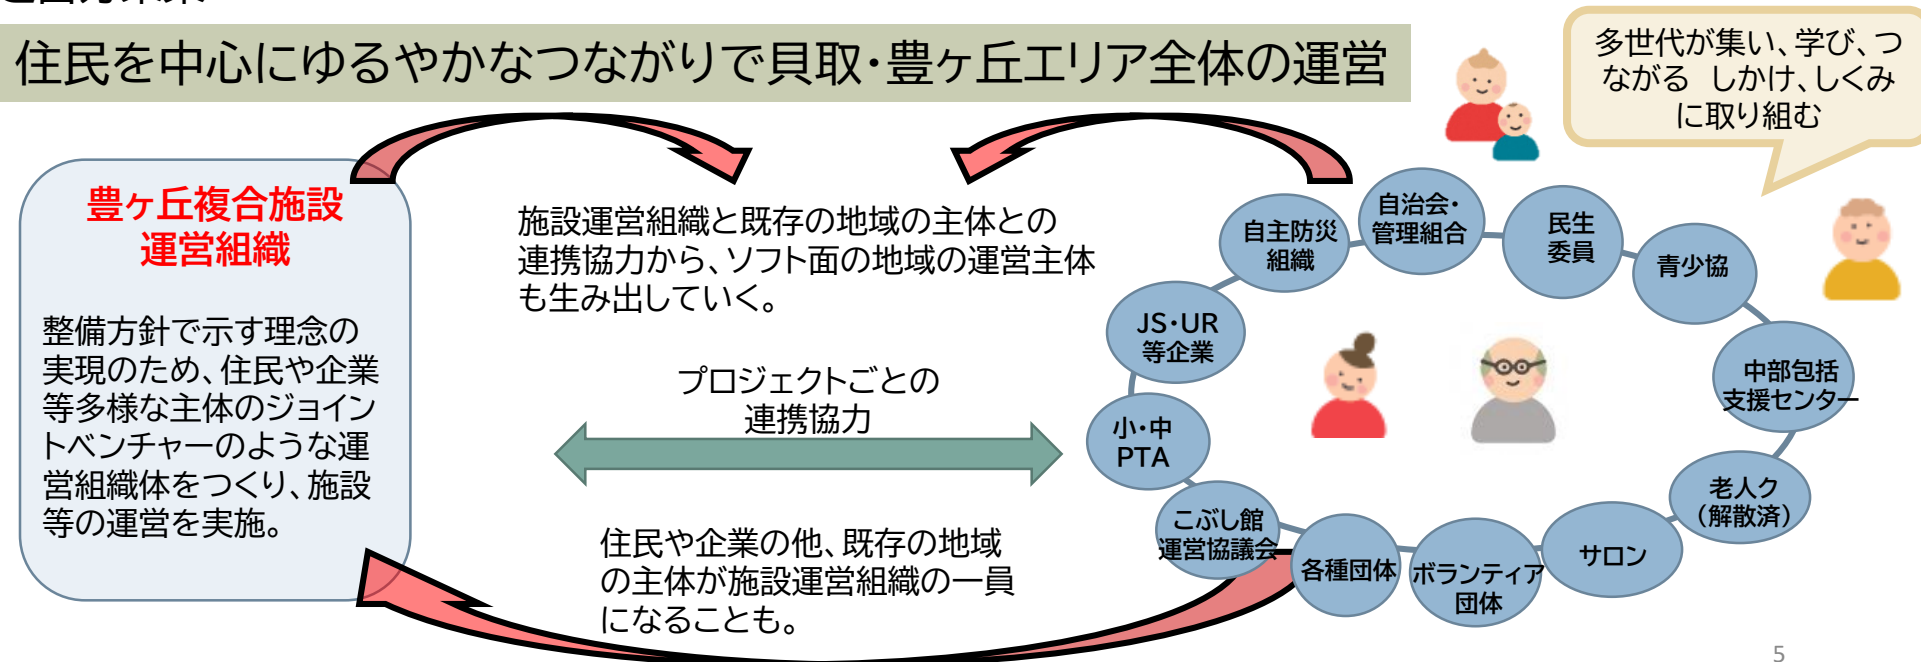 住民を中心にゆるやかなつながりで貝取・豊ヶ丘エリア全体の運営
多世代が集い、学び、つ
ながる しかけ、しくみ
に取り組む
豊ヶ丘複合施設
運営組織
整備方針で示す理念の
実現のため、住民や企業
等多様な主体のジョイン
トベンチャーのような運
営組織体をつくり、施設
等の運営を実施。
施設運営組織と既存の地域の主体との
連携協力から、ソフト面の地域の運営主体
も生み出していく。
プロジェクトごとの
連携協力
住民や企業の他、既存の地域
の主体が施設運営組織の一員
になることも。
自治会・
管理組合
民生
委員
青少協
中部包括
支援センター
老人ク
（解散済）
サロン
ボランティア
団体
各種団体
こぶし館
運営協議会
小・中
PTA
JS・UR
等企業
自主防災
組織
5